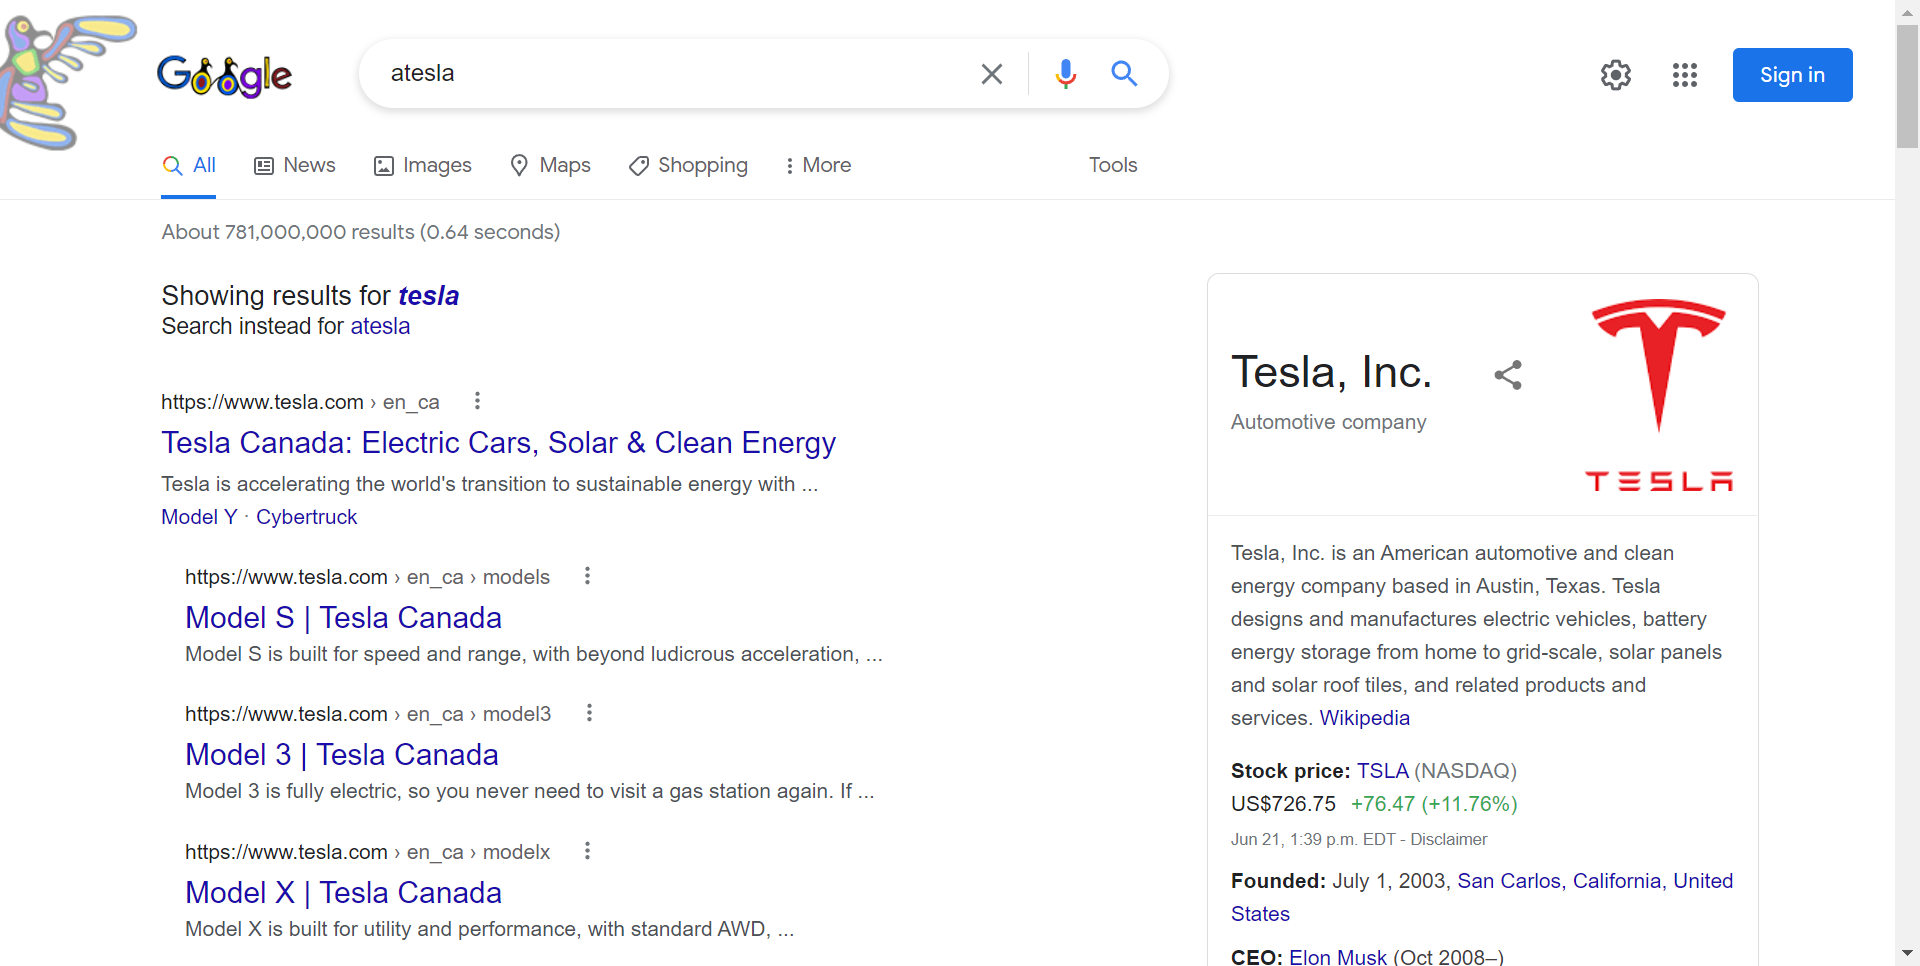 Google
atesla
Sign in
All
News
Images
Maps
Shopping
More
Tools
About 781,000,000 results (0.64 seconds)
Showing results for tesla
Search instead for atesla
https://www.tesla.com › en_ca
Tesla Canada: Electric Cars, Solar & Clean Energy
Tesla is accelerating the world's transition to sustainable energy with ...
Model Y · Cybertruck
https://www.tesla.com › en_ca › models
Model S | Tesla Canada
Model S is built for speed and range, with beyond ludicrous acceleration, ...
https://www.tesla.com › en_ca › model3
Model 3 | Tesla Canada
Model 3 is fully electric, so you never need to visit a gas station again. If ...
https://www.tesla.com › en_ca › modelx
Model X | Tesla Canada
Model X is built for utility and performance, with standard AWD, ...
Tesla, Inc.
Automotive company
TESLA
Tesla, Inc. is an American automotive and clean
energy company based in Austin, Texas. Tesla
designs and manufactures electric vehicles, battery
energy storage from home to grid-scale, solar panels
and solar roof tiles, and related products and
services. Wikipedia
Stock price: TSLA (NASDAQ)
US$726.75 +76.47 (+11.76%)
Jun 21, 1:39 p.m. EDT - Disclaimer
Founded: July 1, 2003, San Carlos, California, United
States
CEO: Elon Musk (Oct 2008–)